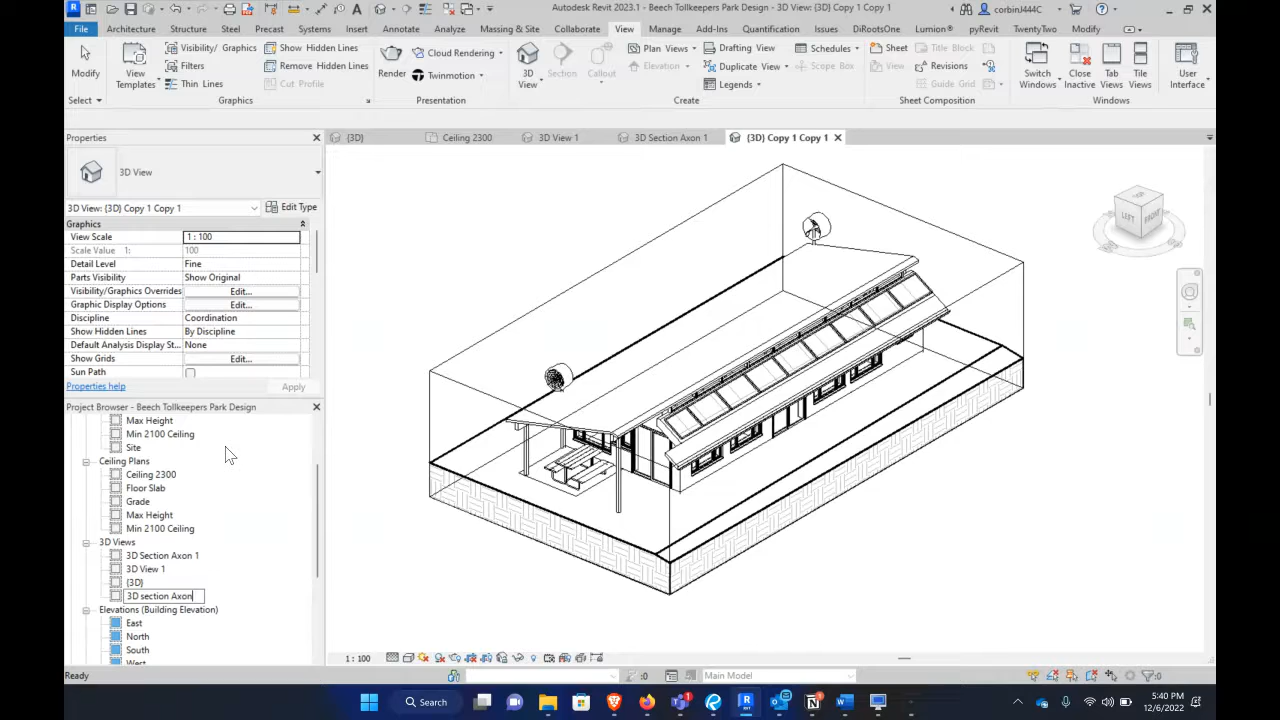 Autodesk Revit 2023.1 - Beech Tollkeepers Park Design - 3D View: {3D} Copy 1 Copy 1
corbinJ444C
File
Architecture
Structure
Steel
Precast
Systems
Insert
Annotate
Analyze
Massing & Site
Collaborate
View
Manage
Add-Ins
Quantification
Issues
DiRootsOne
Lumion®
pyRevit
TwentyTwo
Modify
Modify
View Templates
Visibility/ Graphics
Filters
Thin Lines
Show Hidden Lines
Remove Hidden Lines
Cut Profile
Render
Cloud Rendering
Twinmotion
3D View
Section
Callout
Plan Views
Elevation
Drafting View
Duplicate View
Legends
Schedules
Scope Box
Sheet
View
Title Block
Revisions
Guide Grid
Switch Windows
Close Inactive
Tab Views
Tile Views
User Interface
Select
Graphics
Presentation
Create
Sheet Composition
Windows
Properties
{3D}
Ceiling 2300
3D View 1
3D Section Axon 1
{3D} Copy 1 Copy 1
3D View
3D View: {3D} Copy 1 Copy 1
Edit Type
Graphics
View Scale 1 : 100
Scale Value 1: 100
Detail Level Fine
Parts Visibility Show Original
Visibility/Graphics Overrides Edit...
Graphic Display Options Edit...
Discipline Coordination
Show Hidden Lines By Discipline
Default Analysis Display St... None
Show Grids Edit...
Sun Path
Properties help
Apply
Project Browser - Beech Tollkeepers Park Design
Max Height
Min 2100 Ceiling
Site
Ceiling Plans
Ceiling 2300
Floor Slab
Grade
Max Height
Min 2100 Ceiling
3D Views
3D Section Axon 1
3D View 1
{3D}
3D section Axon
Elevations (Building Elevation)
East
North
South
West
LEFT
FRONT
1 : 100
Ready
:0
Main Model
:0
Search
5:40 PM
12/6/2022